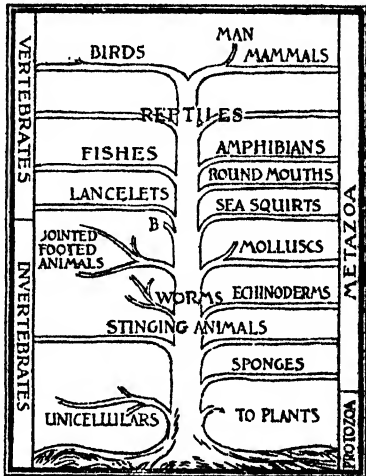 VERTEBRATES
INVERTEBRATES
MAN
BIRDS
MAMMALS
REPTILES
FISHES
AMPHIBIANS
ROUND MOUTHS
LANCELETS
SEA SQUIRTS
B
JOINTED
FOOTED
ANIMALS
MOLLUSCS
WORMS
ECHINODERMS
STINGING ANIMALS
SPONGES
UNICELLULARS
TO PLANTS
METAZOA
PROTOZOA